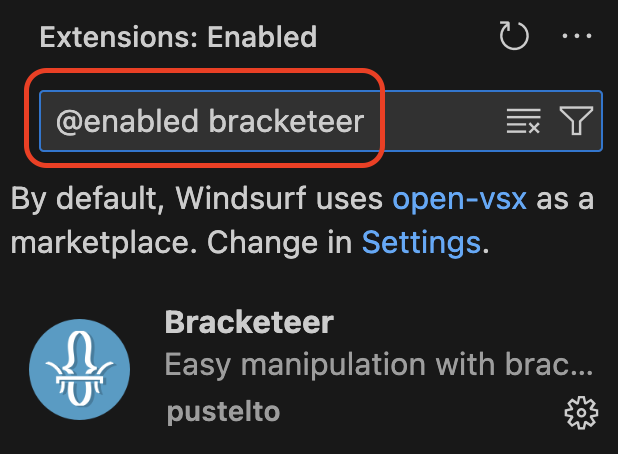 Extensions: Enabled
@enabled bracketeer
By default, Windsurf uses open-vsx as a
marketplace. Change in Settings.
Bracketeer
Easy manipulation with brac...
pustelto